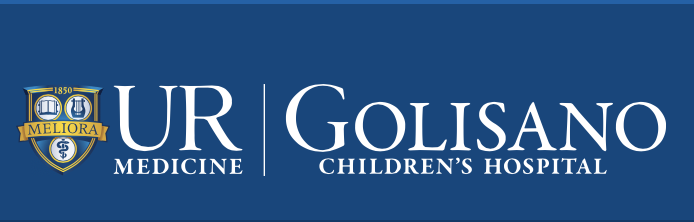 1850
MELIORA
UR
MEDICINE
GOLISANO
CHILDREN'S HOSPITAL